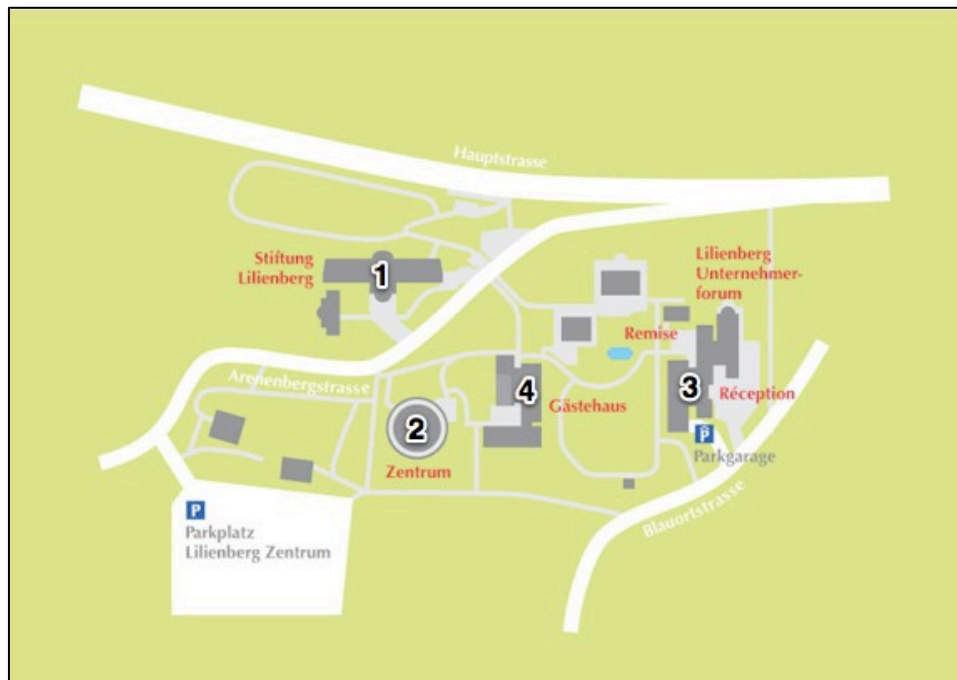 Hauptstrasse
Stiftung
Lilienberg
1
Lilienberg
Unternehmer-
forum
Remise
Arenenbergstrasse
4
Gästehaus
3
Réception
2
Zentrum
P
Parkgarage
Blauortstrasse
P
Parkplatz
Lilienberg Zentrum